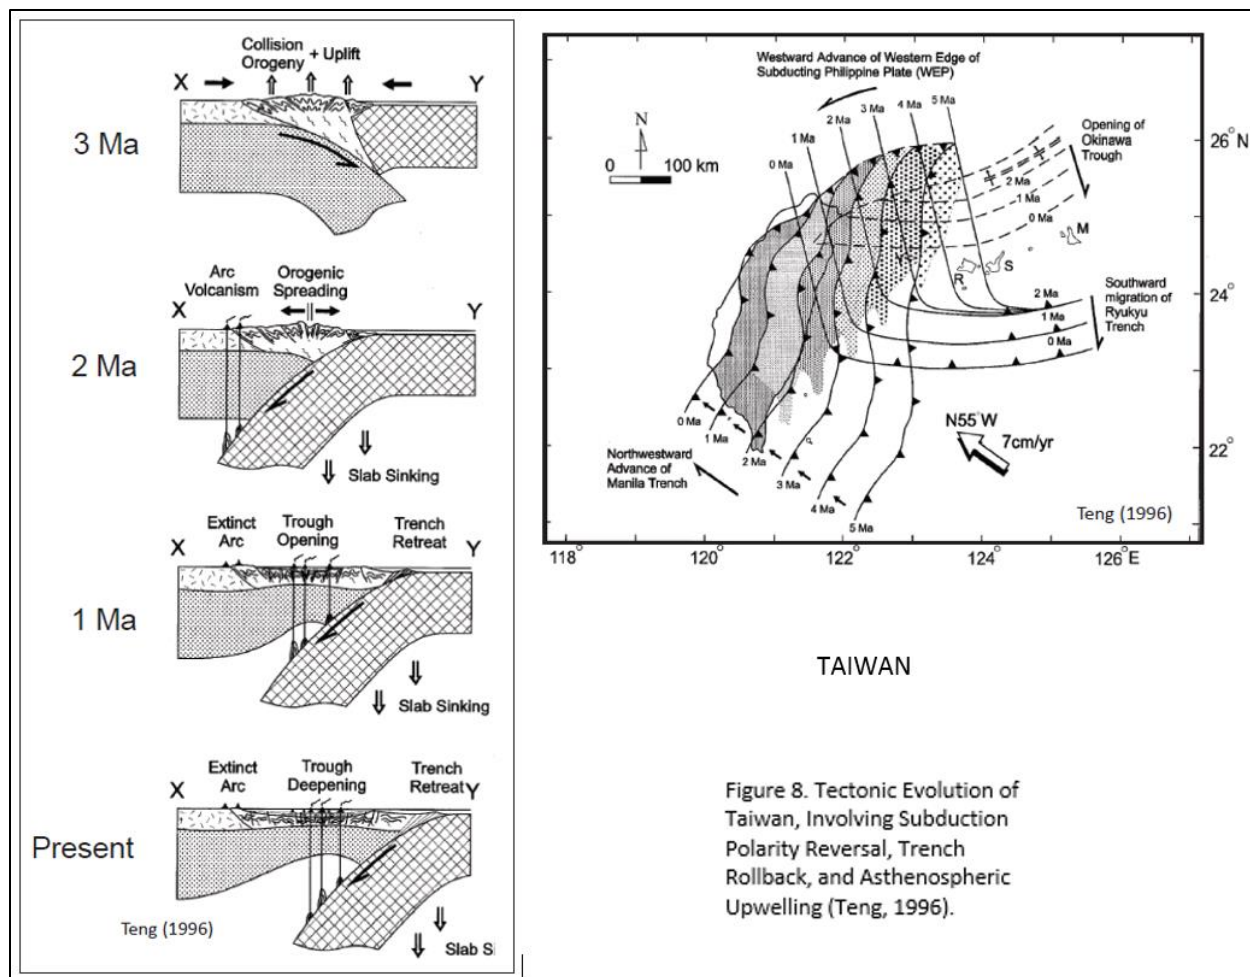 Collision
Orogeny + Uplift
X Y
3 Ma
Arc
Volcanism
Orogenic
Spreading
X Y
2 Ma
Slab Sinking
Extinct
Arc
Trough
Opening
Trench
Retreat
X Y
1 Ma
Slab Sinking
Extinct
Arc
Trough
Deepening
Trench
Retreat
X Y
Present
Teng (1996)
Slab S
Westward Advance of Western Edge of
Subducting Philippine Plate (WEP)
N
0 100 km
5 Ma
4 Ma
3 Ma
2 Ma
1 Ma
0 Ma
Opening of
Okinawa
Trough
26°N
2 Ma
1 Ma
0 Ma
M
S
R
Y
24°
2 Ma
1 Ma
0 Ma
Southward
migration of
Ryukyu
Trench
N55°W
7cm/yr
22°
0 Ma
1 Ma
2 Ma
3 Ma
4 Ma
5 Ma
Northwestward
Advance of
Manila Trench
Teng (1996)
118° 120° 122° 124° 126°E
TAIWAN
Figure 8. Tectonic Evolution of
Taiwan, Involving Subduction
Polarity Reversal, Trench
Rollback, and Asthenospheric
Upwelling (Teng, 1996).